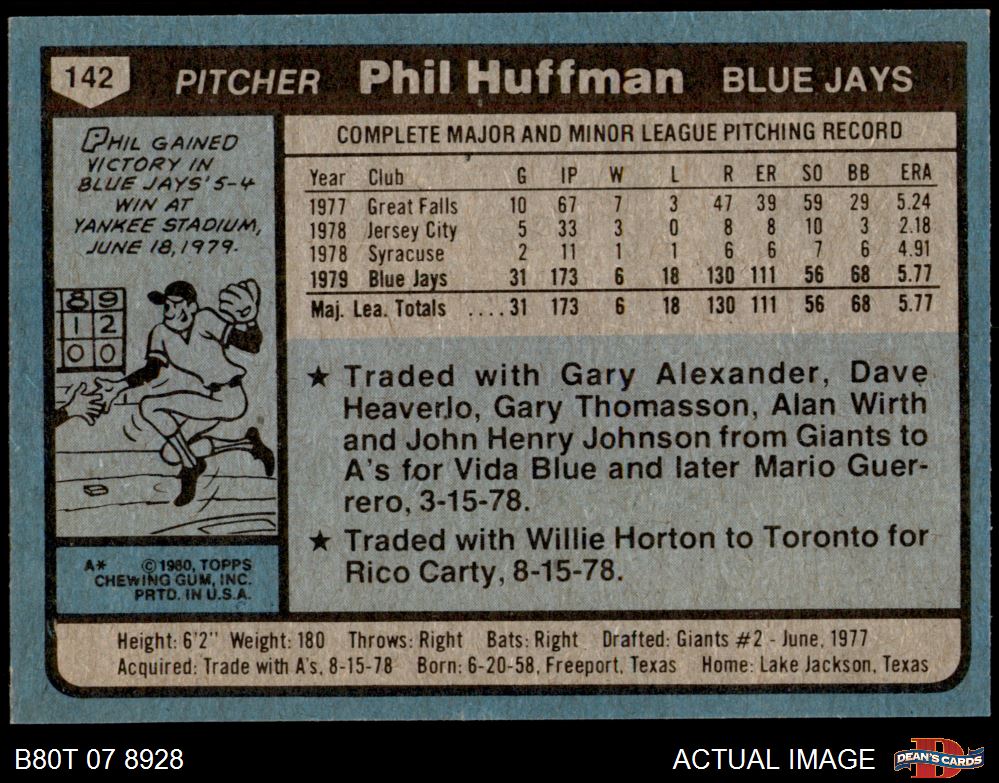 142 PITCHER Phil Huffman BLUE JAYS
PHIL GAINED
VICTORY IN
BLUE JAYS' 5-4
WIN AT
YANKEE STADIUM,
JUNE 18, 1979.
8 9
1 2
0 0
A* ©1980, TOPPS
CHEWING GUM, INC.
PRTD. IN U.S.A.
COMPLETE MAJOR AND MINOR LEAGUE PITCHING RECORD
Year Club G IP W L R ER SO BB ERA
1977 Great Falls 10 67 7 3 47 39 59 29 5.24
1978 Jersey City 5 33 3 0 8 8 10 3 2.18
1978 Syracuse 2 11 1 1 6 6 7 6 4.91
1979 Blue Jays 31 173 6 18 130 111 56 68 5.77
Maj. Lea. Totals ....31 173 6 18 130 111 56 68 5.77
★ Traded with Gary Alexander, Dave
Heaverlo, Gary Thomasson, Alan Wirth
and John Henry Johnson from Giants to
A's for Vida Blue and later Mario Guer-
rero, 3-15-78.
★ Traded with Willie Horton to Toronto for
Rico Carty, 8-15-78.
Height: 6'2" Weight: 180 Throws: Right Bats: Right Drafted: Giants #2 - June, 1977
Acquired: Trade with A's, 8-15-78 Born: 6-20-58, Freeport, Texas Home: Lake Jackson, Texas
B80T 07 8928 ACTUAL IMAGE DEAN'S CARDS